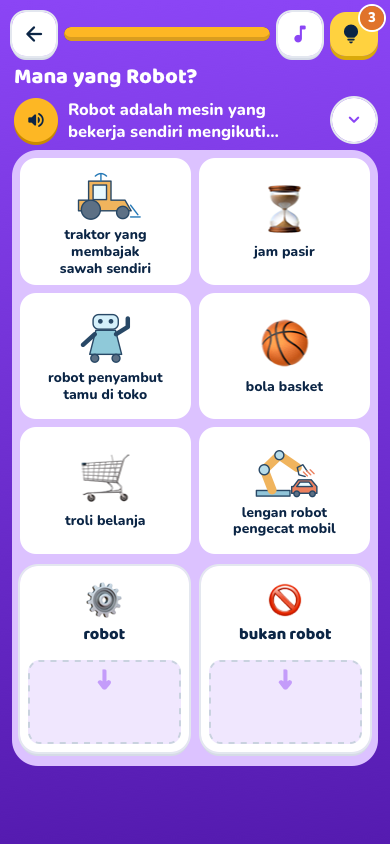 3
Mana yang Robot?
Robot adalah mesin yang
bekerja sendiri mengikuti...
traktor yang
membajak
sawah sendiri
jam pasir
robot penyambut
tamu di toko
bola basket
troli belanja
lengan robot
pengecat mobil
robot
bukan robot